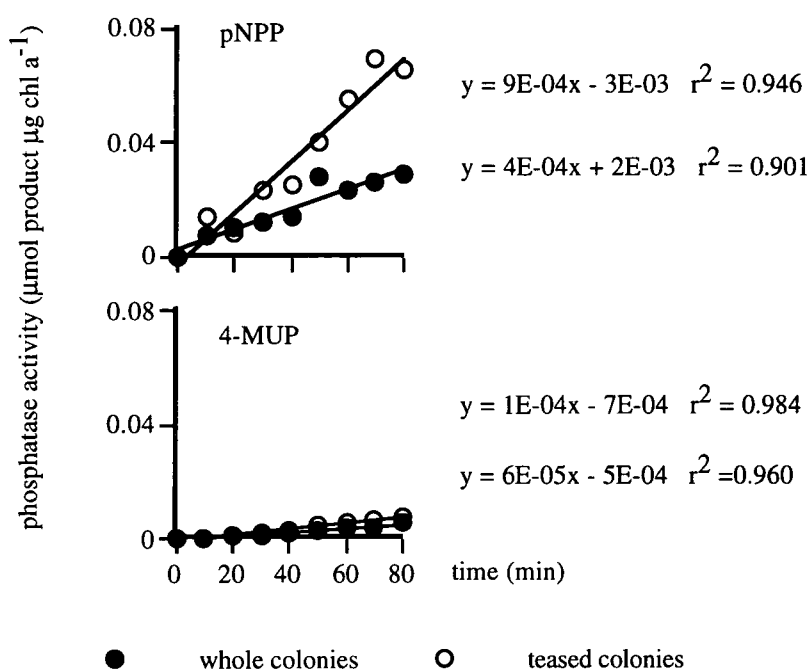 phosphatase activity (µmol product µg chl a⁻¹)
0.08
pNPP
0.04
0
y = 9E-04x - 3E-03 r² = 0.946
y = 4E-04x + 2E-03 r² = 0.901
0.08
4-MUP
0.04
0
y = 1E-04x - 7E-04 r² = 0.984
y = 6E-05x - 5E-04 r² =0.960
0 20 40 60 80 time (min)
whole colonies teased colonies